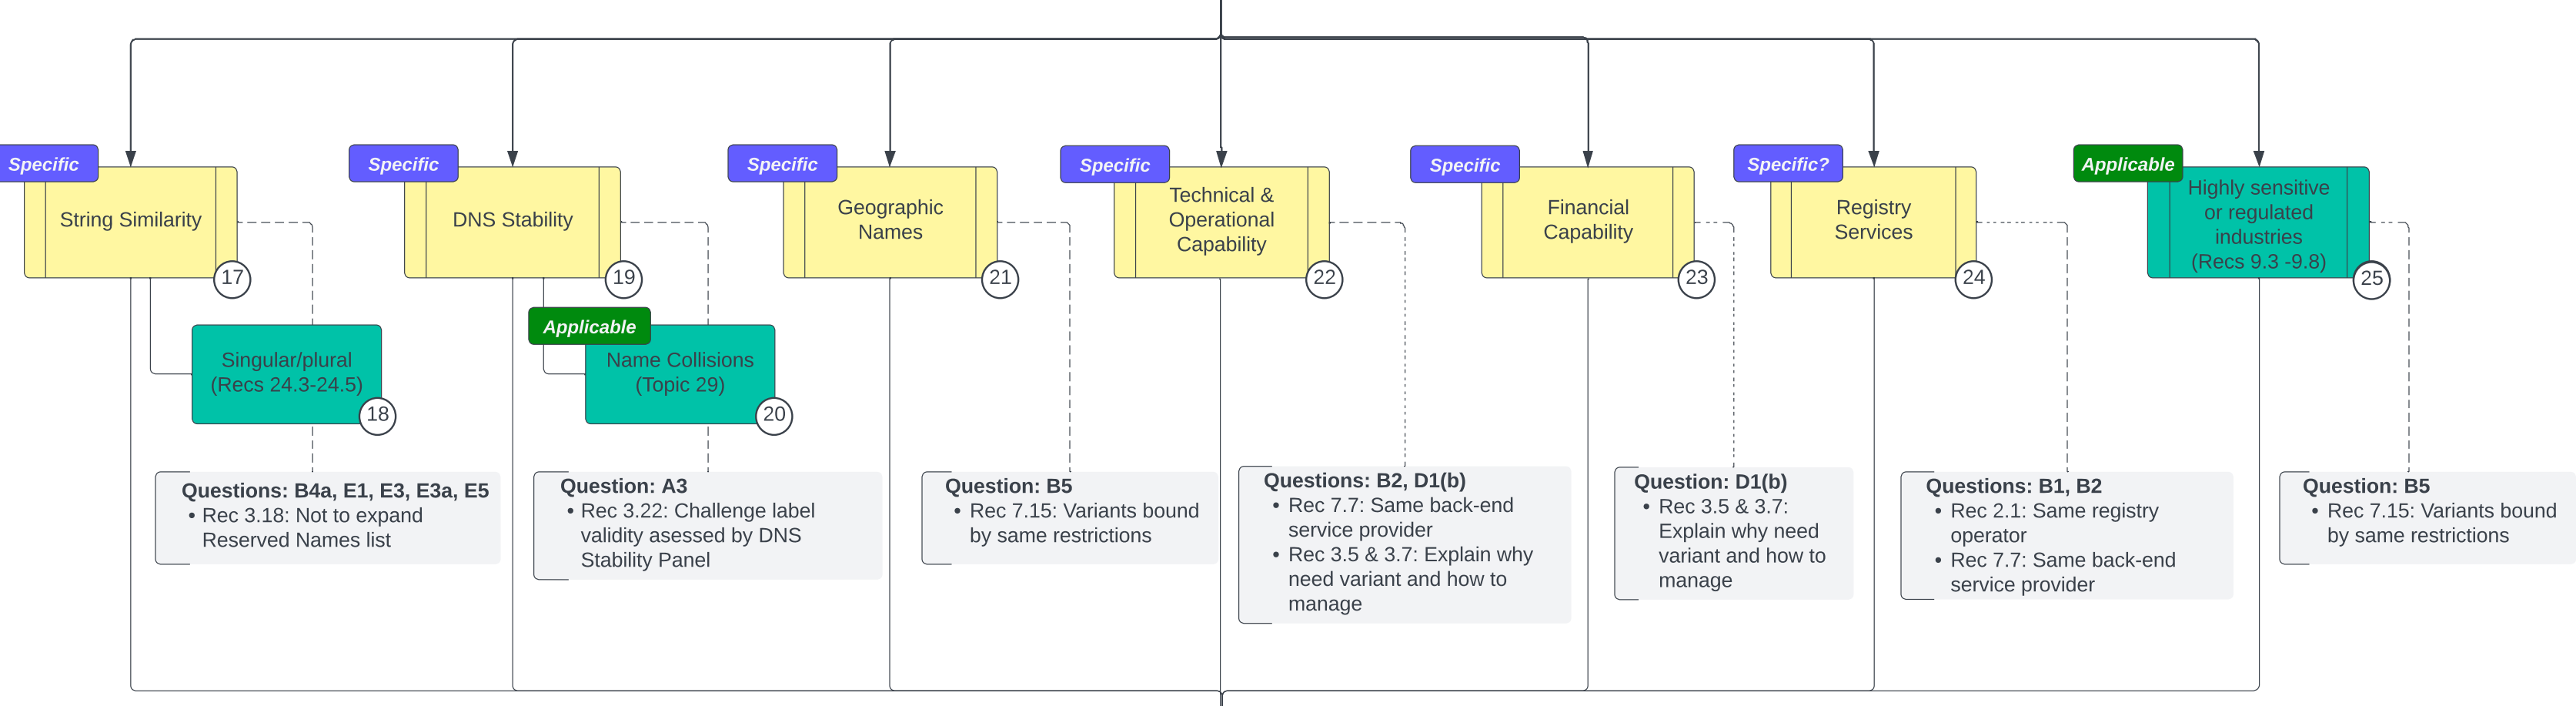 Specific
String Similarity
17
Singular/plural
(Recs 24.3-24.5)
18
Questions: B4a, E1, E3, E3a, E5
• Rec 3.18: Not to expand
Reserved Names list
Specific
DNS Stability
19
Applicable
Name Collisions
(Topic 29)
20
Question: A3
• Rec 3.22: Challenge label
validity asessed by DNS
Stability Panel
Specific
Geographic
Names
21
Question: B5
• Rec 7.15: Variants bound
by same restrictions
Specific
Technical &
Operational
Capability
22
Questions: B2, D1(b)
• Rec 7.7: Same back-end
service provider
• Rec 3.5 & 3.7: Explain why
need variant and how to
manage
Specific
Financial
Capability
23
Question: D1(b)
• Rec 3.5 & 3.7:
Explain why need
variant and how to
manage
Specific?
Registry
Services
24
Questions: B1, B2
• Rec 2.1: Same registry
operator
• Rec 7.7: Same back-end
service provider
Applicable
Highly sensitive
or regulated
industries
(Recs 9.3 -9.8)
25
Question: B5
• Rec 7.15: Variants bound
by same restrictions